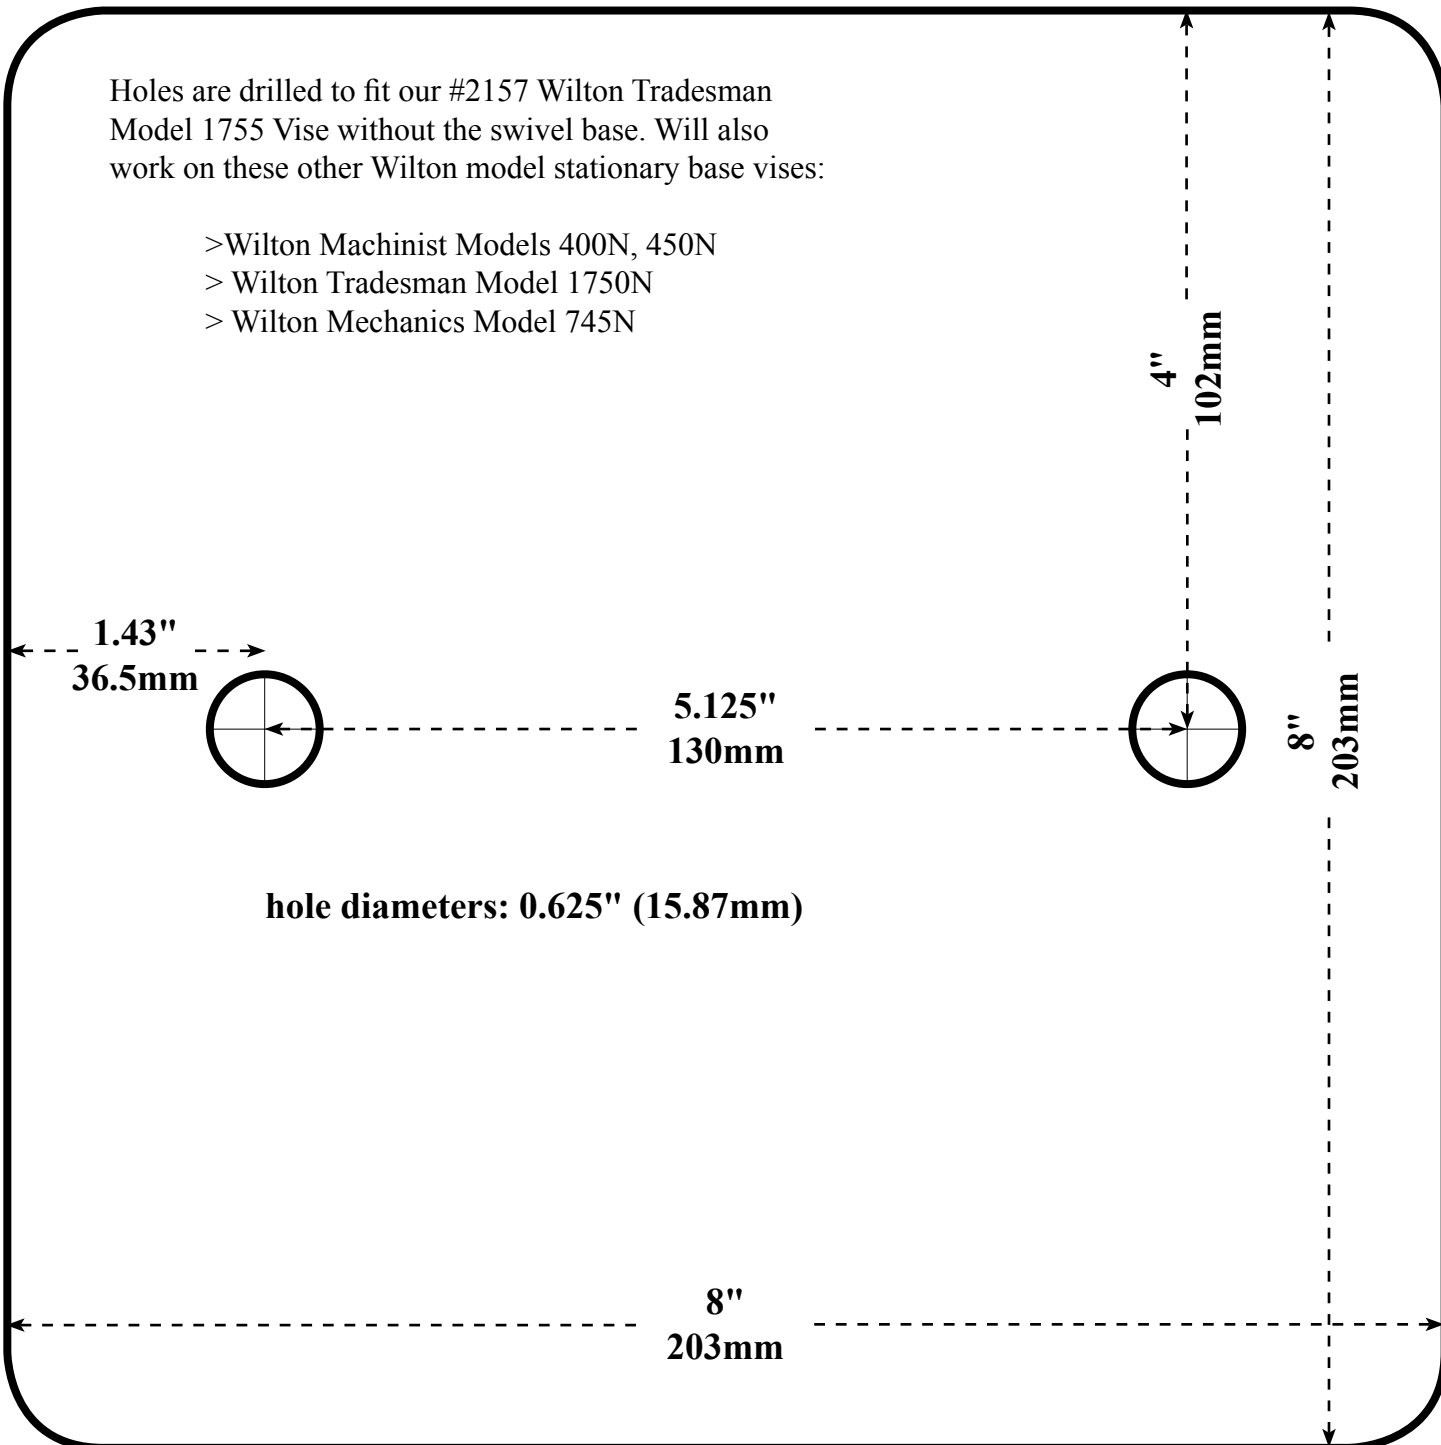 Holes are drilled to fit our #2157 Wilton Tradesman
Model 1755 Vise without the swivel base. Will also
work on these other Wilton model stationary base vises:
>Wilton Machinist Models 400N, 450N
> Wilton Tradesman Model 1750N
> Wilton Mechanics Model 745N
4"
102mm
1.43"
36.5mm
5.125"
130mm
8"
203mm
hole diameters: 0.625" (15.87mm)
8"
203mm